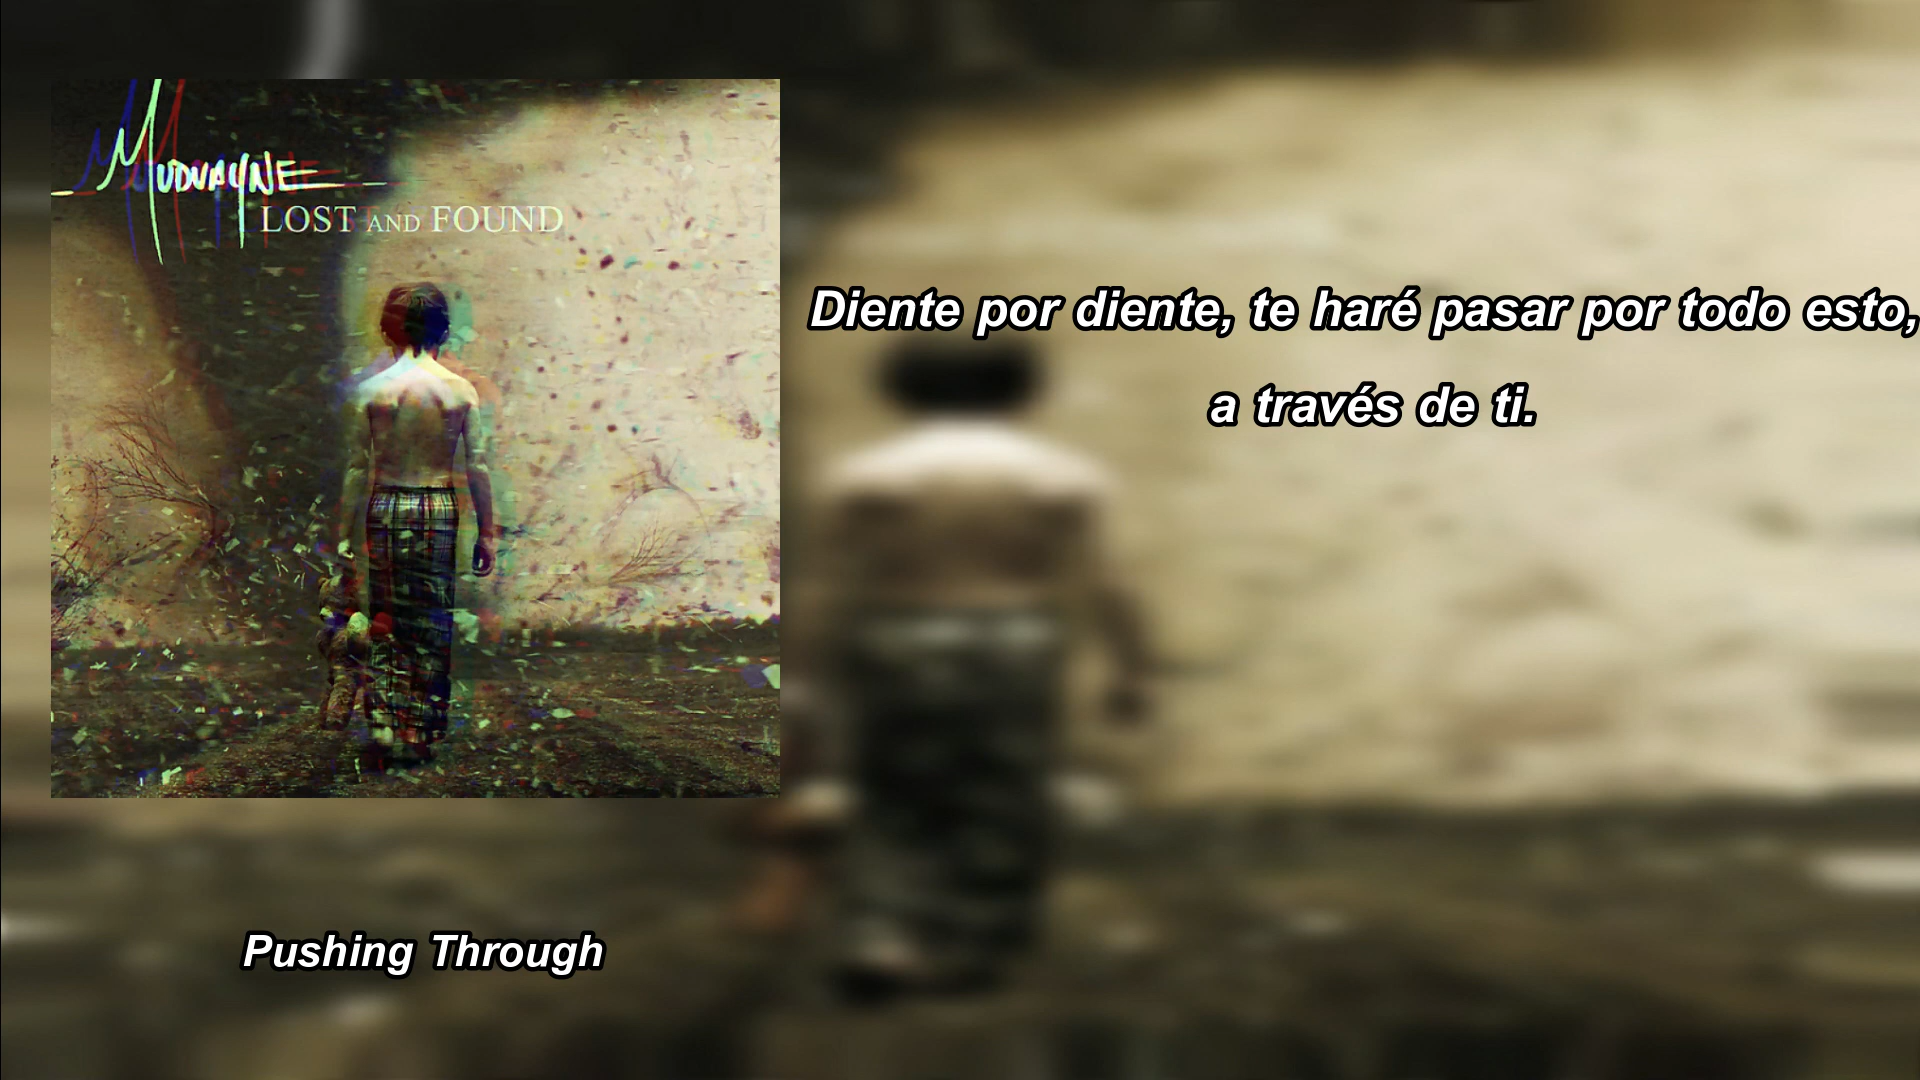 MUDVAYNE
LOST AND FOUND
Diente por diente, te haré pasar por todo esto,
a través de ti.
Pushing Through